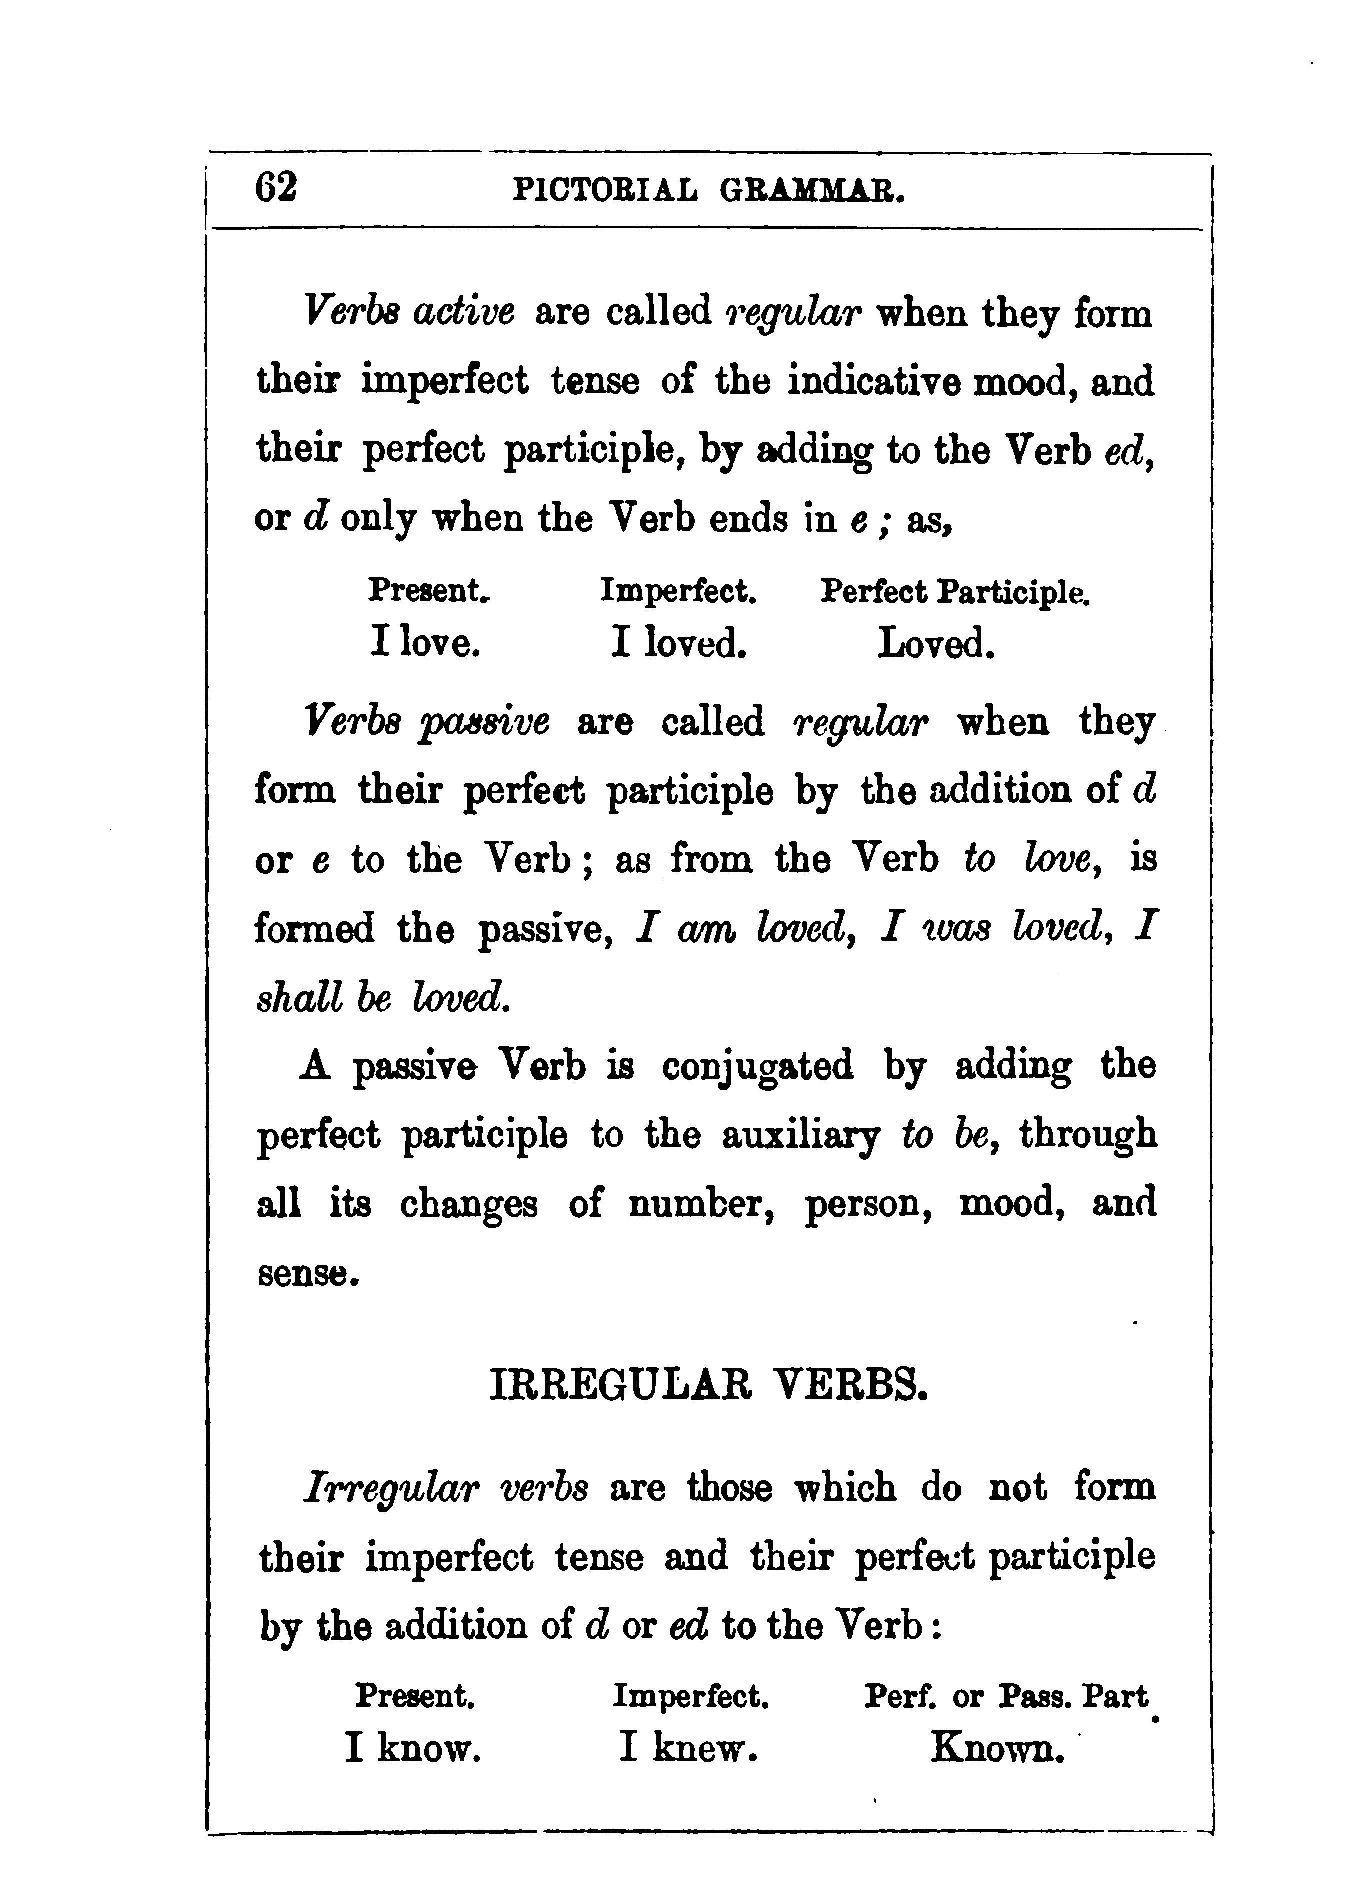 62 PICTORIAL GRAMMAR.
Verbs active are called regular when they form
their imperfect tense of the indicative mood, and
their perfect participle, by adding to the Verb ed,
or d only when the Verb ends in e ; as,
Present. Imperfect. Perfect Participle.
I love. I loved. Loved.
Verbs passive are called regular when they
form their perfect participle by the addition of d
or e to the Verb ; as from the Verb to love, is
formed the passive, I am loved, I was loved, I
shall be loved.
A passive Verb is conjugated by adding the
perfect participle to the auxiliary to be, through
all its changes of number, person, mood, and
sense.
IRREGULAR VERBS.
Irregular verbs are those which do not form
their imperfect tense and their perfect participle
by the addition of d or ed to the Verb :
Present. Imperfect. Perf. or Pass. Part.
I know. I knew. Known.